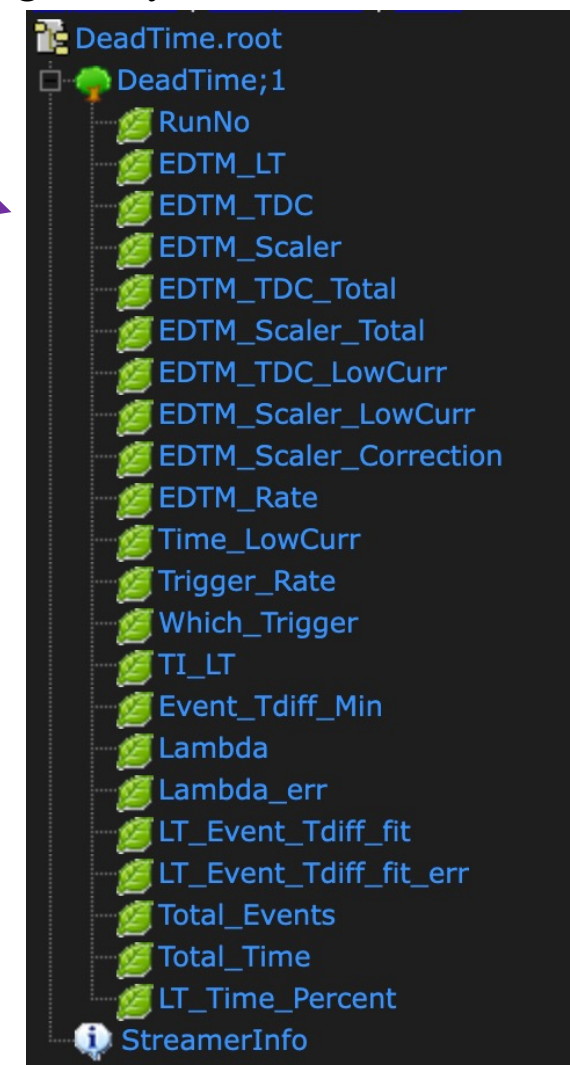 DeadTime.root
DeadTime;1
RunNo
EDTM_LT
EDTM_TDC
EDTM_Scaler
EDTM_TDC_Total
EDTM_Scaler_Total
EDTM_TDC_LowCurr
EDTM_Scaler_LowCurr
EDTM_Scaler_Correction
EDTM_Rate
Time_LowCurr
Trigger_Rate
Which_Trigger
TI_LT
Event_Tdiff_Min
Lambda
Lambda_err
LT_Event_Tdiff_fit
LT_Event_Tdiff_fit_err
Total_Events
Total_Time
LT_Time_Percent
StreamerInfo